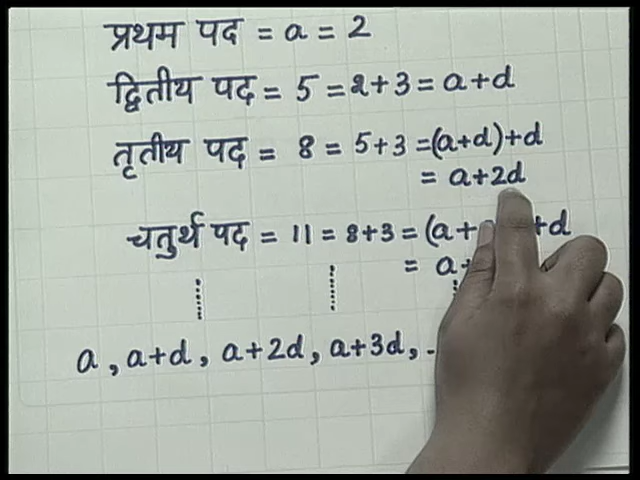 प्रथम पद = a = 2
द्वितीय पद = 5 = 2+3 = a+d
तृतीय पद = 8 = 5+3 =(a+d)+d
= a+2d
चतुर्थ पद = 11 = 8+3 = (a+ +d
= a+
a, a+d, a+2d, a+3d, .